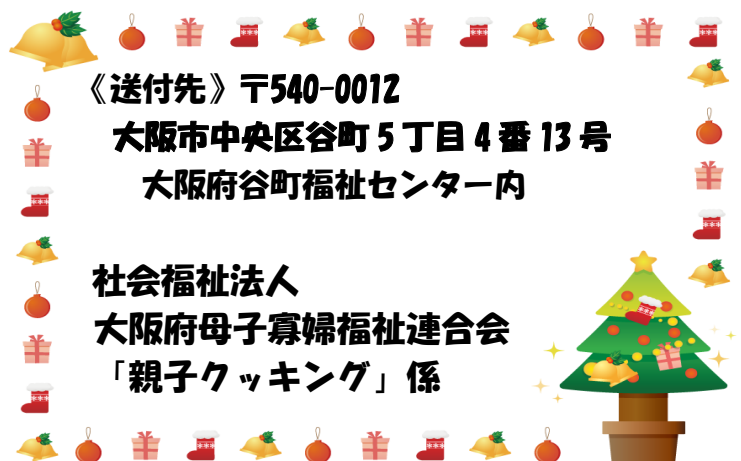 《送付先》〒540-0012
大阪市中央区谷町5丁目4番13号
大阪府谷町福祉センター内
社会福祉法人
大阪府母子寡婦福祉連合会
「親子クッキング」係